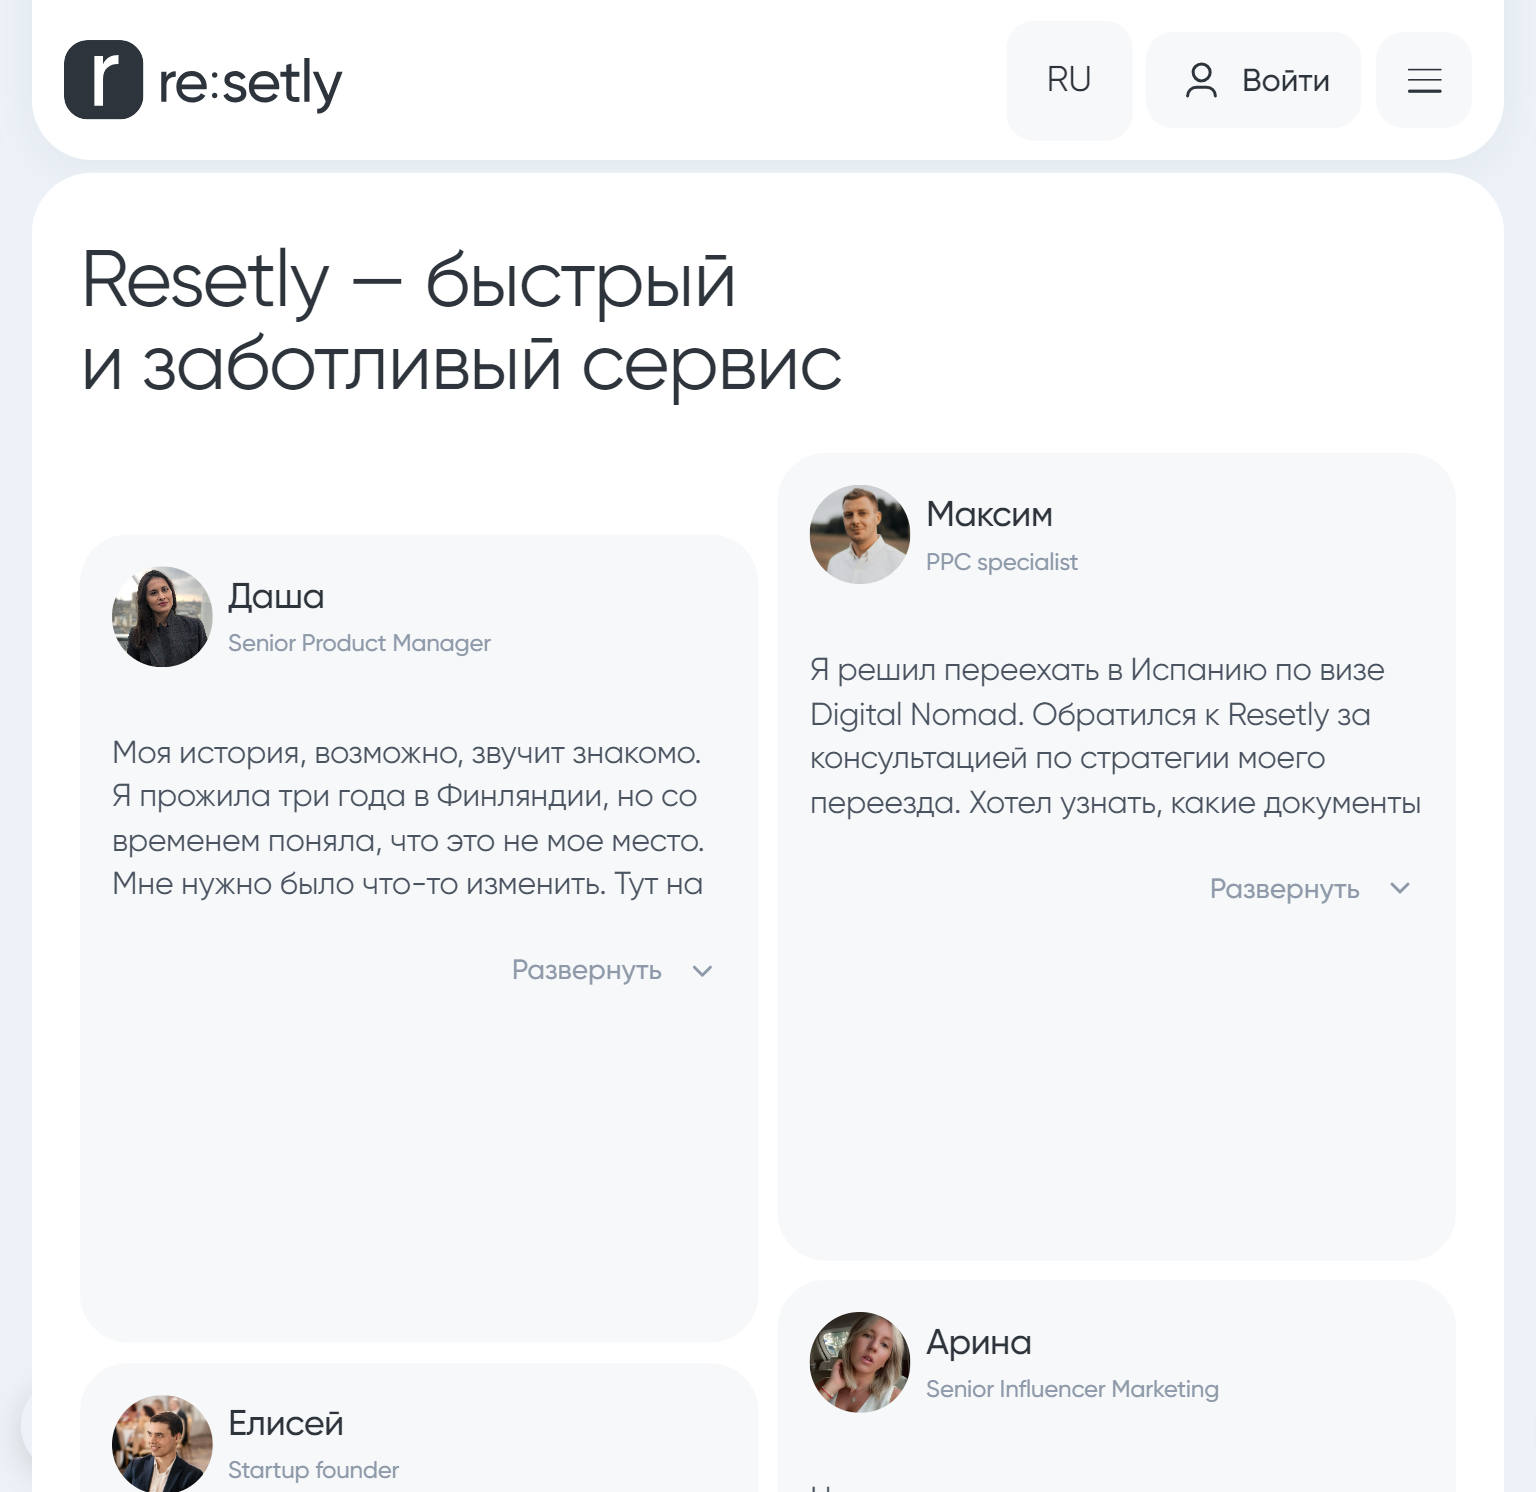 r re:setly
RU
Войти
Resetly — быстрый
и заботливый сервис
Даша
Senior Product Manager
Моя история, возможно, звучит знакомо.
Я прожила три года в Финляндии, но со
временем поняла, что это не мое место.
Мне нужно было что-то изменить. Тут на
Развернуть
Максим
PPC specialist
Я решил переехать в Испанию по визе
Digital Nomad. Обратился к Resetly за
консультацией по стратегии моего
переезда. Хотел узнать, какие документы
Развернуть
Елисей
Startup founder
Арина
Senior Influencer Marketing